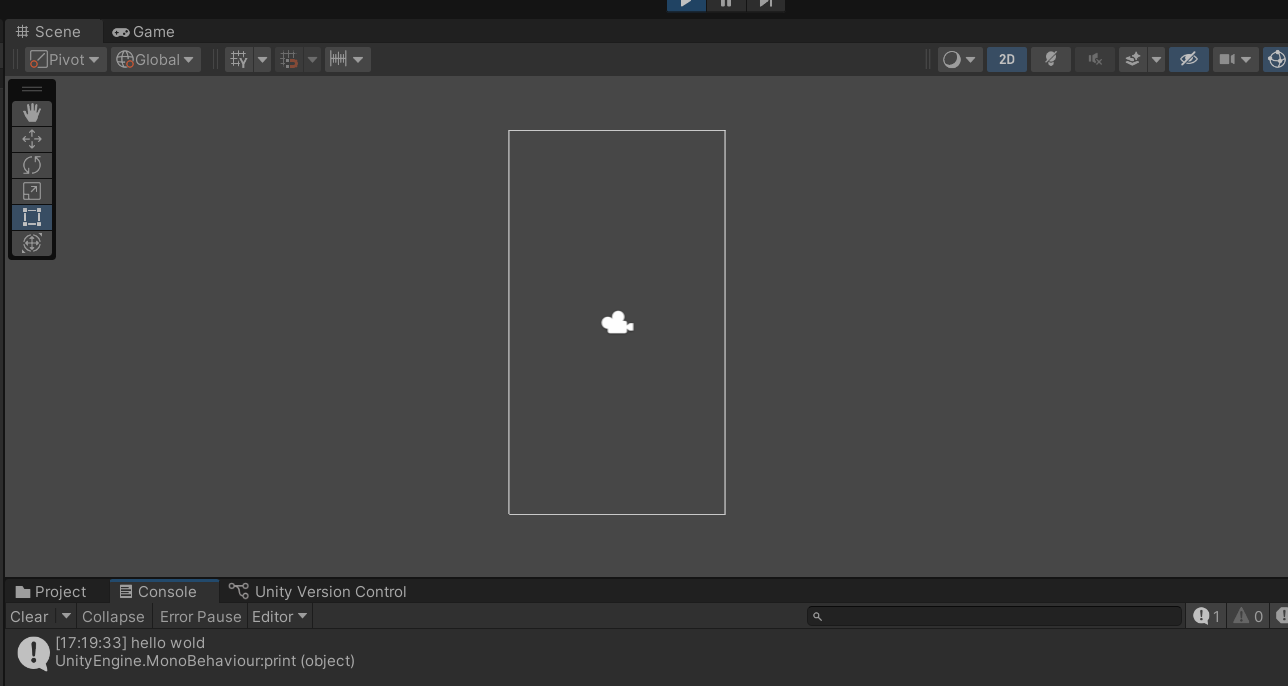 Scene Game
Pivot Global 2D
Project Console Unity Version Control
Clear Collapse Error Pause Editor 1 0
[17:19:33] hello wold
UnityEngine.MonoBehaviour:print (object)